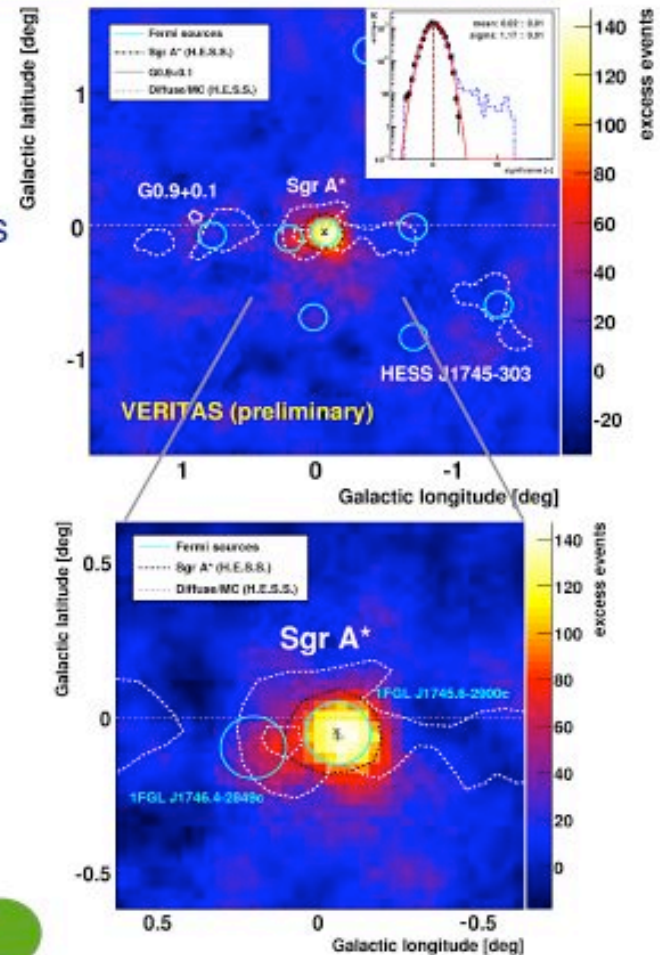 Fermi sources
Sgr A* (H.E.S.S.)
G0.9+0.1
Diffuse/MC (H.E.S.S.)
mean: 0.02 ± 0.01
sigma: 1.17 ± 0.01
significance [σ]
140
120
100
80
60
40
20
0
-20
excess events
Galactic latitude [deg]
1
0
-1
s
G0.9+0.1
Sgr A*
HESS J1745-303
VERITAS (preliminary)
1
0
-1
Galactic longitude [deg]
Fermi sources
Sgr A* (H.E.S.S.)
Diffuse/MC (H.E.S.S.)
Galactic latitude [deg]
0.5
0
-0.5
Sgr A*
1FGL J1745.6-2900c
1FGL J1746.4-2849c
140
120
100
80
60
40
20
0
excess events
0.5
0
-0.5
Galactic longitude [deg]